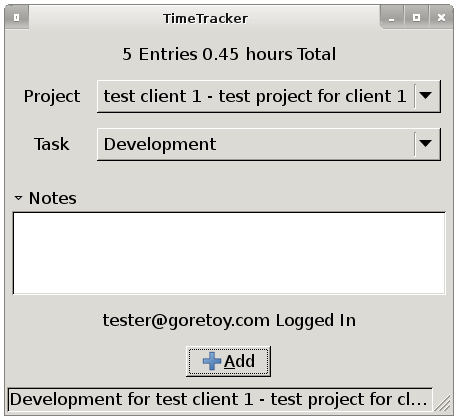 TimeTracker
5 Entries 0.45 hours Total
Project test client 1 - test project for client 1
Task Development
Notes
tester@goretoy.com Logged In
Add
Development for test client 1 - test project for cl...